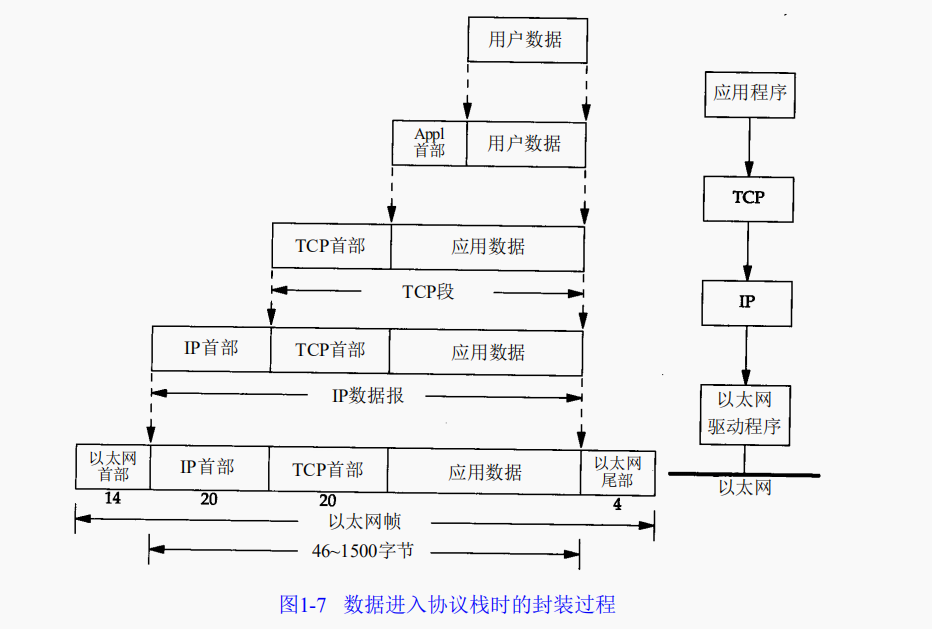 用户数据
应用程序
Appl
首部
用户数据
TCP
TCP首部
应用数据
TCP段
IP
IP首部
TCP首部
应用数据
IP数据报
以太网
驱动程序
以太网
首部
IP首部
TCP首部
应用数据
以太网
尾部
以太网
14
20
20
4
以太网帧
46~1500字节
图1-7 数据进入协议栈时的封装过程